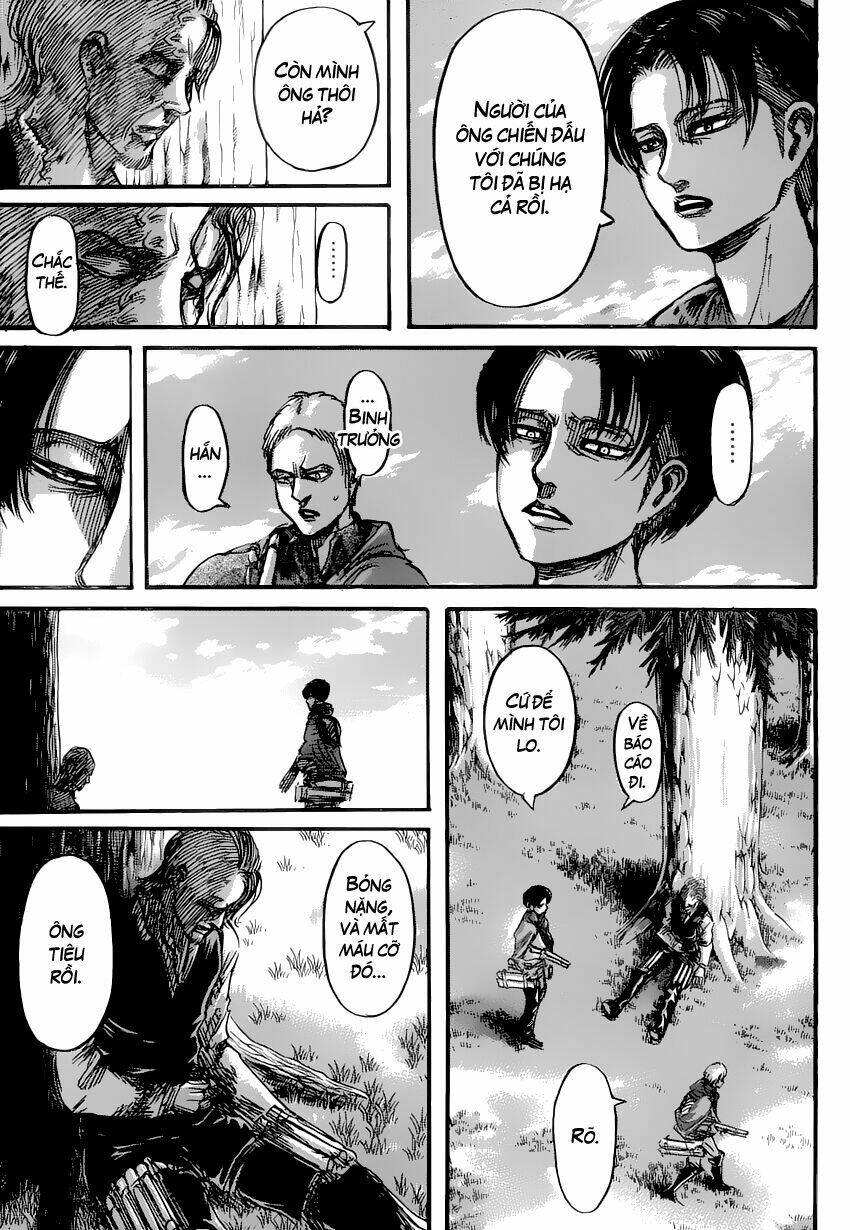 NGƯỜI CỦA
ÔNG CHIẾN ĐẤU
VỚI CHÚNG
TÔI ĐÃ BỊ HẠ
CẢ RỒI.
CÒN MÌNH
ÔNG THÔI
HẢ?
......
CHẮC
THẾ.
......
...
BINH
TRƯỞNG
HẮN
...
VỀ
BÁO
CÁO ĐI.
CỨ ĐỂ
MÌNH TÔI
LO.
RÕ.
BỎNG
NẶNG,
VÀ MẤT
MÁU CỠ
ĐÓ...
ÔNG
TIÊU
RỒI.